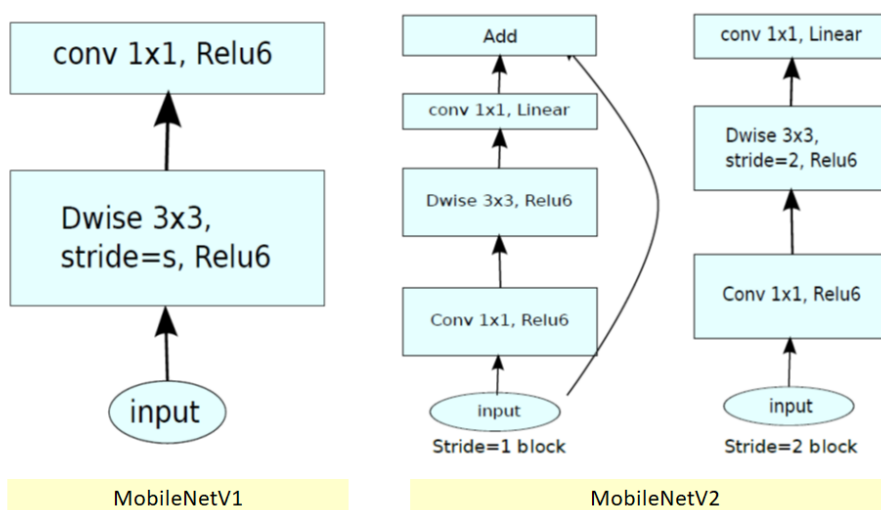 conv 1x1, Relu6
Dwise 3x3,
stride=s, Relu6
input
MobileNetV1
Add
conv 1x1, Linear
Dwise 3x3, Relu6
Conv 1x1, Relu6
input
Stride=1 block
conv 1x1, Linear
Dwise 3x3,
stride=2, Relu6
Conv 1x1, Relu6
input
Stride=2 block
MobileNetV2